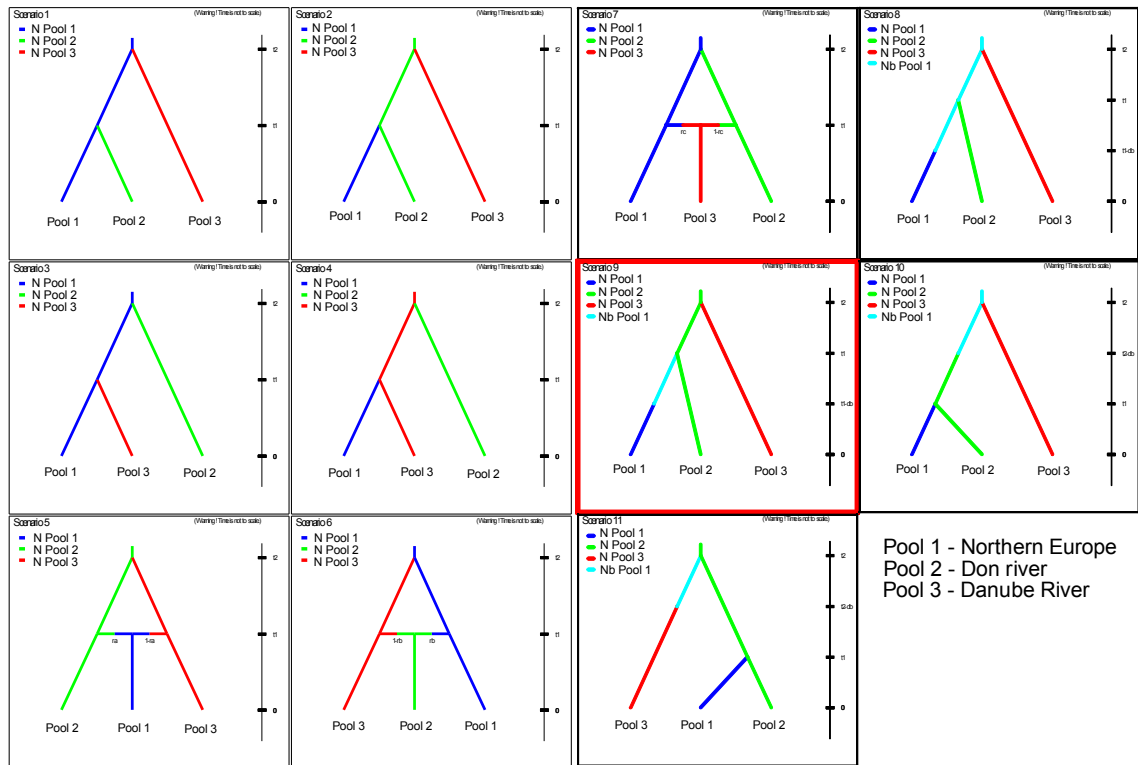 Scenario 1 (Warning ! Time is not to scale.)
N Pool 1
N Pool 2
N Pool 3
t2
t1
0
Pool 1 Pool 2 Pool 3
Scenario 2 (Warning ! Time is not to scale.)
N Pool 1
N Pool 2
N Pool 3
t2
t1
0
Pool 1 Pool 2 Pool 3
Scenario 7 (Warning ! Time is not to scale.)
N Pool 1
N Pool 2
N Pool 3
t2
rc 1-rc
t1
0
Pool 1 Pool 3 Pool 2
Scenario 8 (Warning ! Time is not to scale.)
N Pool 1
N Pool 2
N Pool 3
Nb Pool 1
t2
t1
t1-db
0
Pool 1 Pool 2 Pool 3
Scenario 3 (Warning ! Time is not to scale.)
N Pool 1
N Pool 2
N Pool 3
t2
t1
0
Pool 1 Pool 3 Pool 2
Scenario 4 (Warning ! Time is not to scale.)
N Pool 1
N Pool 2
N Pool 3
t2
t1
0
Pool 1 Pool 3 Pool 2
Scenario 9 (Warning ! Time is not to scale.)
N Pool 1
N Pool 2
N Pool 3
Nb Pool 1
t2
t1
t1-db
0
Pool 1 Pool 2 Pool 3
Scenario 10 (Warning ! Time is not to scale.)
N Pool 1
N Pool 2
N Pool 3
Nb Pool 1
t2
t2-db
t1
0
Pool 1 Pool 2 Pool 3
Scenario 5 (Warning ! Time is not to scale.)
N Pool 1
N Pool 2
N Pool 3
t2
ra 1-ra
t1
0
Pool 2 Pool 1 Pool 3
Scenario 6 (Warning ! Time is not to scale.)
N Pool 1
N Pool 2
N Pool 3
t2
1-rb rb
t1
0
Pool 3 Pool 2 Pool 1
Scenario 11 (Warning ! Time is not to scale.)
N Pool 1
N Pool 2
N Pool 3
Nb Pool 1
t2
t2-db
t1
0
Pool 3 Pool 1 Pool 2
Pool 1 - Northern Europe
Pool 2 - Don river
Pool 3 - Danube River